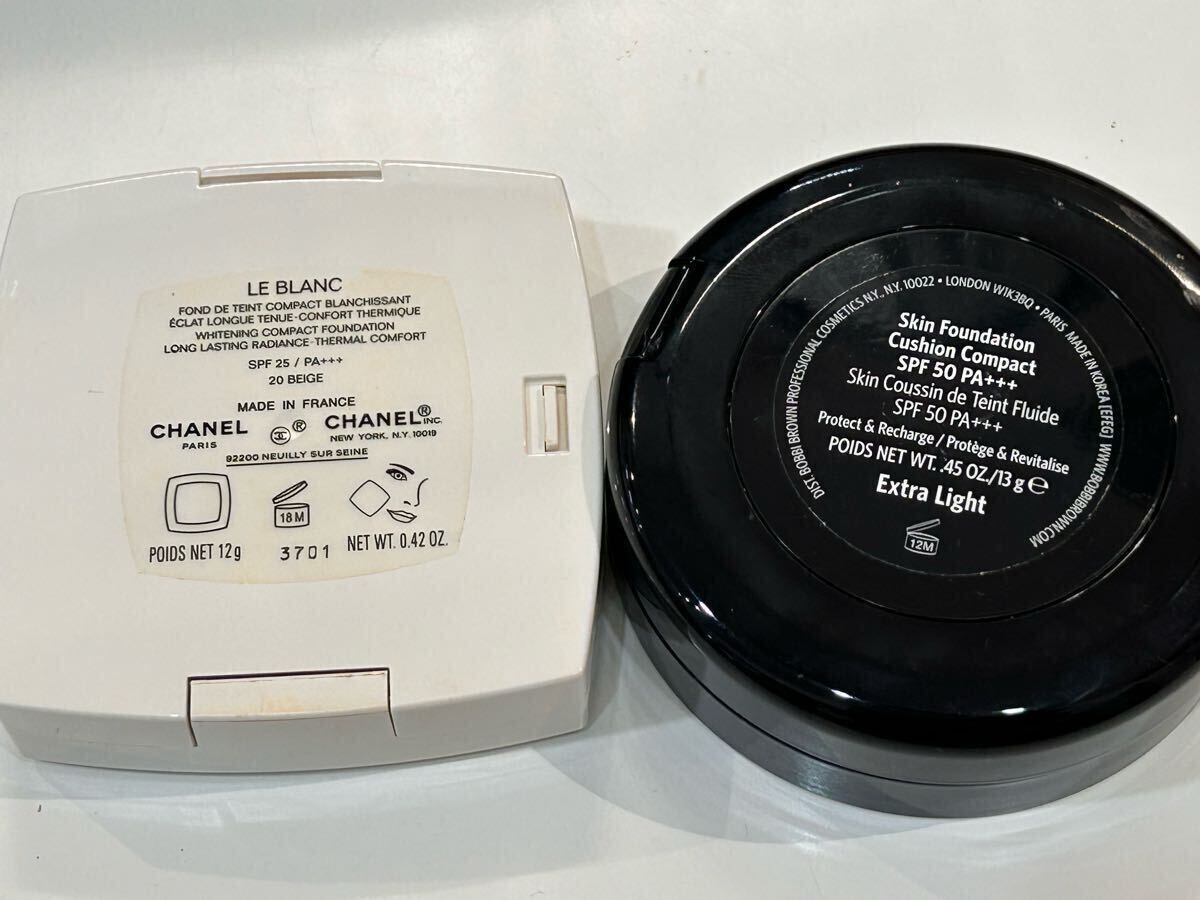 LE BLANC
FOND DE TEINT COMPACT BLANCHISSANT
ÉCLAT LONGUE TENUE-CONFORT THERMIQUE
WHITENING COMPACT FOUNDATION
LONG LASTING RADIANCE-THERMAL COMFORT
SPF 25 / PA+++
20 BEIGE
MADE IN FRANCE
CHANEL ® CHANEL® INC.
PARIS NEW YORK, N.Y. 10019
92200 NEUILLY SUR SEINE
18 M
POIDS NET 12g 3701 NET WT. 0.42 OZ.
DIST. BOBBI BROWN PROFESSIONAL COSMETICS N.Y., N.Y. 10022 • LONDON W1K3BQ • PARIS MADE IN KOREA [EFEG] WWW.BOBBIBROWN.COM
Skin Foundation
Cushion Compact
SPF 50 PA+++
Skin Coussin de Teint Fluide
SPF 50 PA+++
Protect & Recharge / Protège & Revitalise
POIDS NET WT. .45 OZ./13 g e
Extra Light
12M